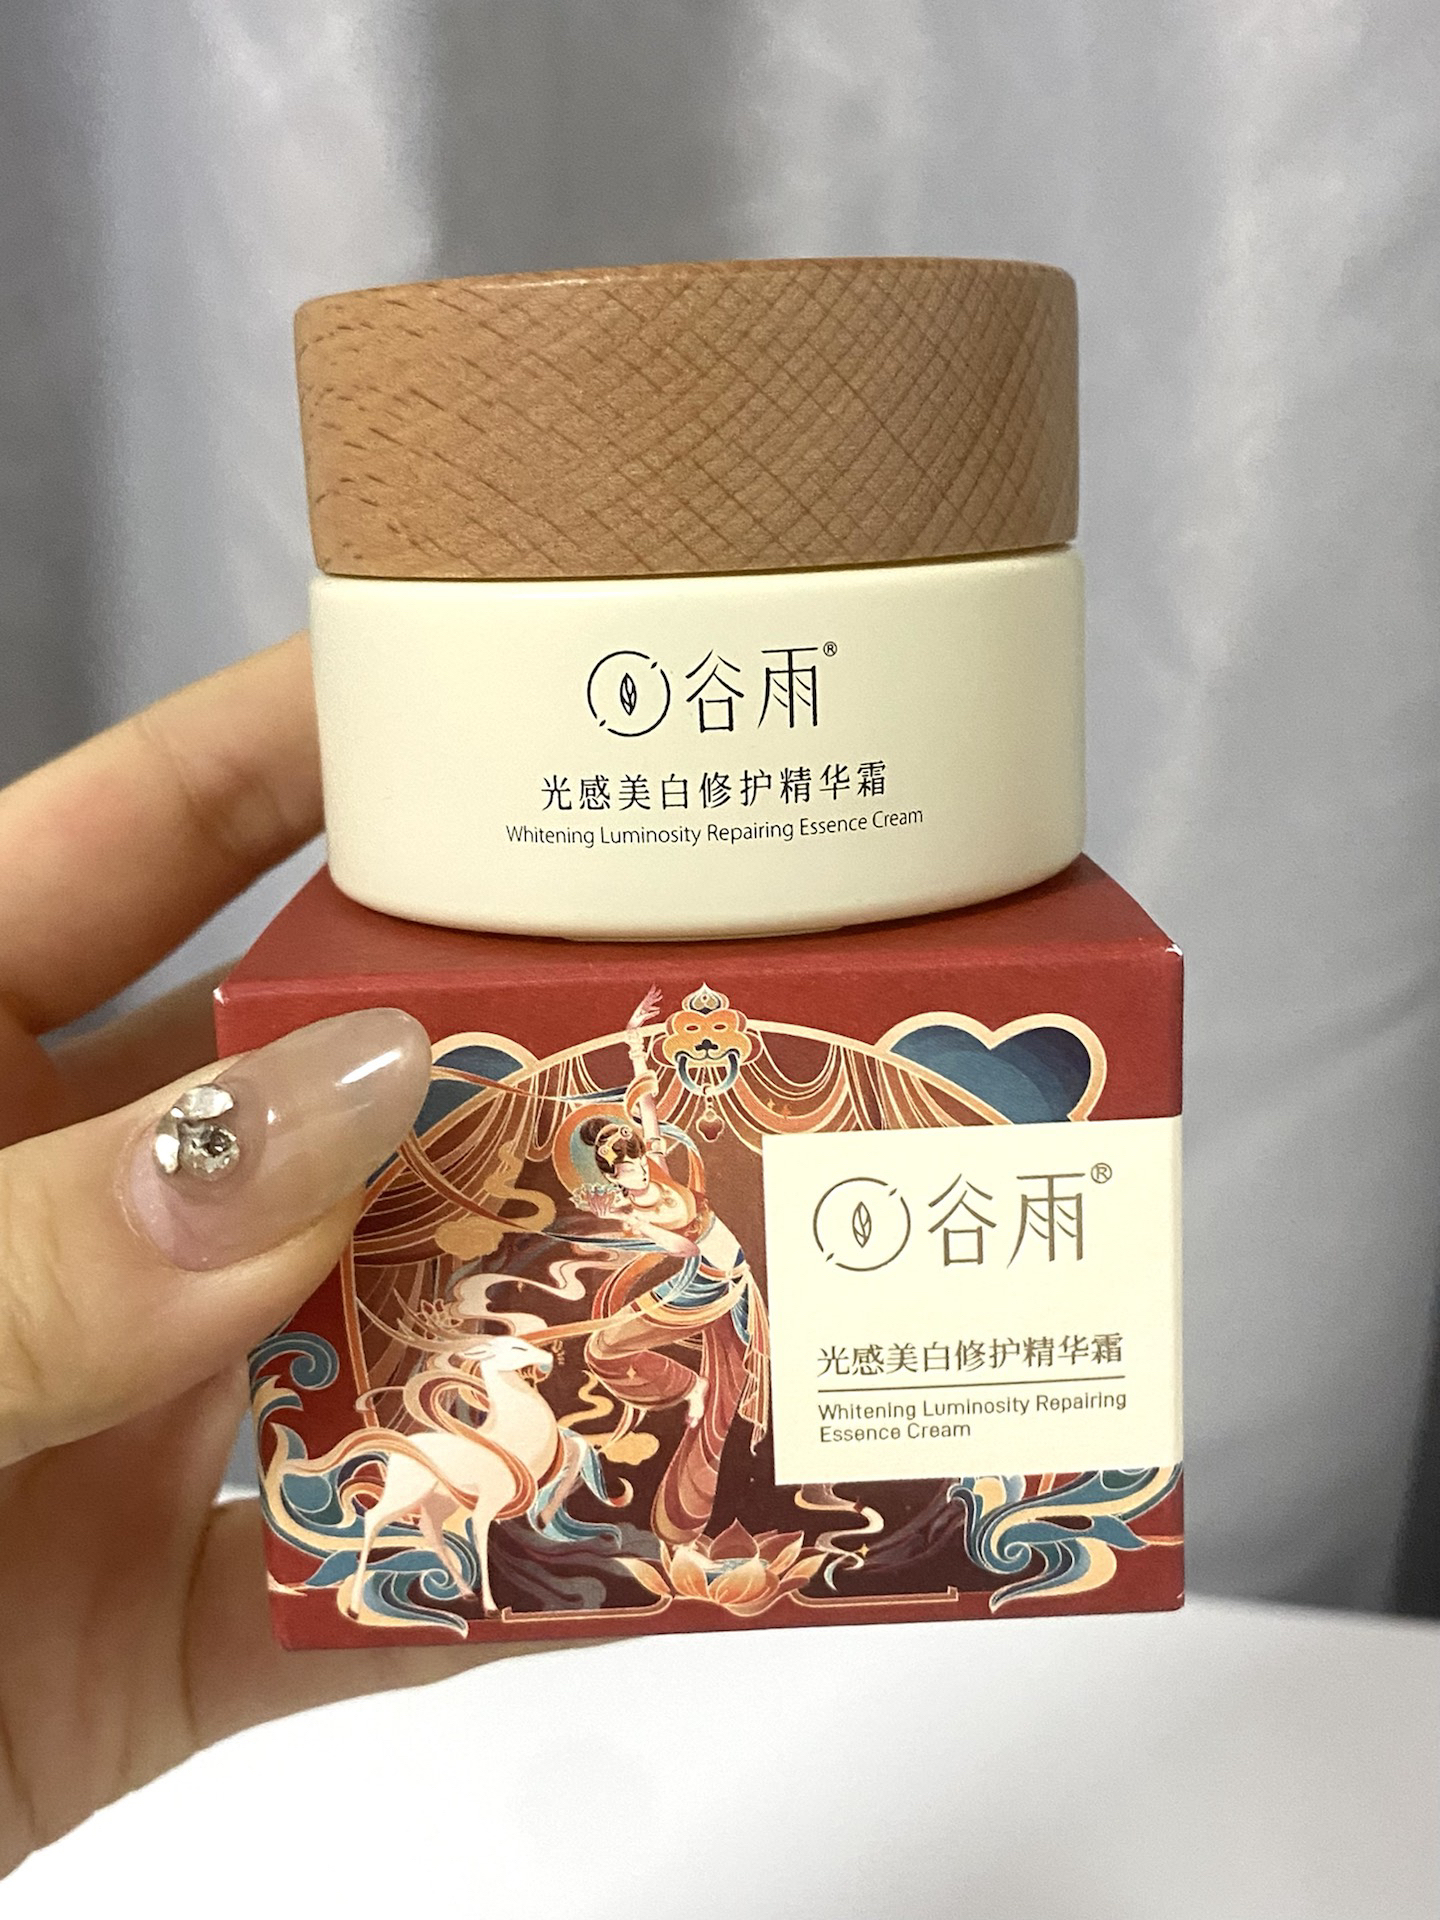 谷雨®
光感美白修护精华霜
Whitening Luminosity Repairing Essence Cream
谷雨®
光感美白修护精华霜
Whitening Luminosity Repairing
Essence Cream